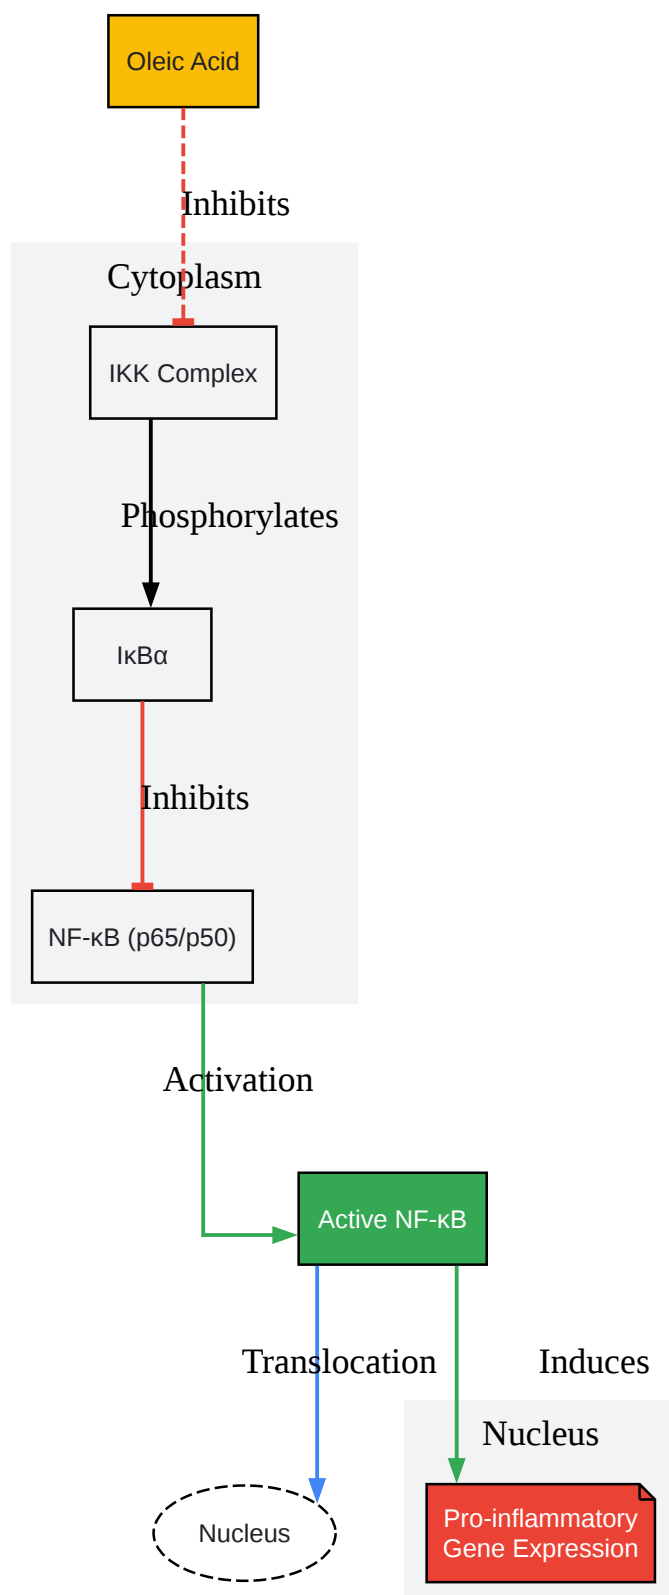 Oleic Acid
Inhibits
Cytoplasm
IKK Complex
Phosphorylates
IκBα
Inhibits
NF-κB (p65/p50)
Activation
Active NF-κB
Translocation
Induces
Nucleus
Pro-inflammatory
Gene Expression
Nucleus